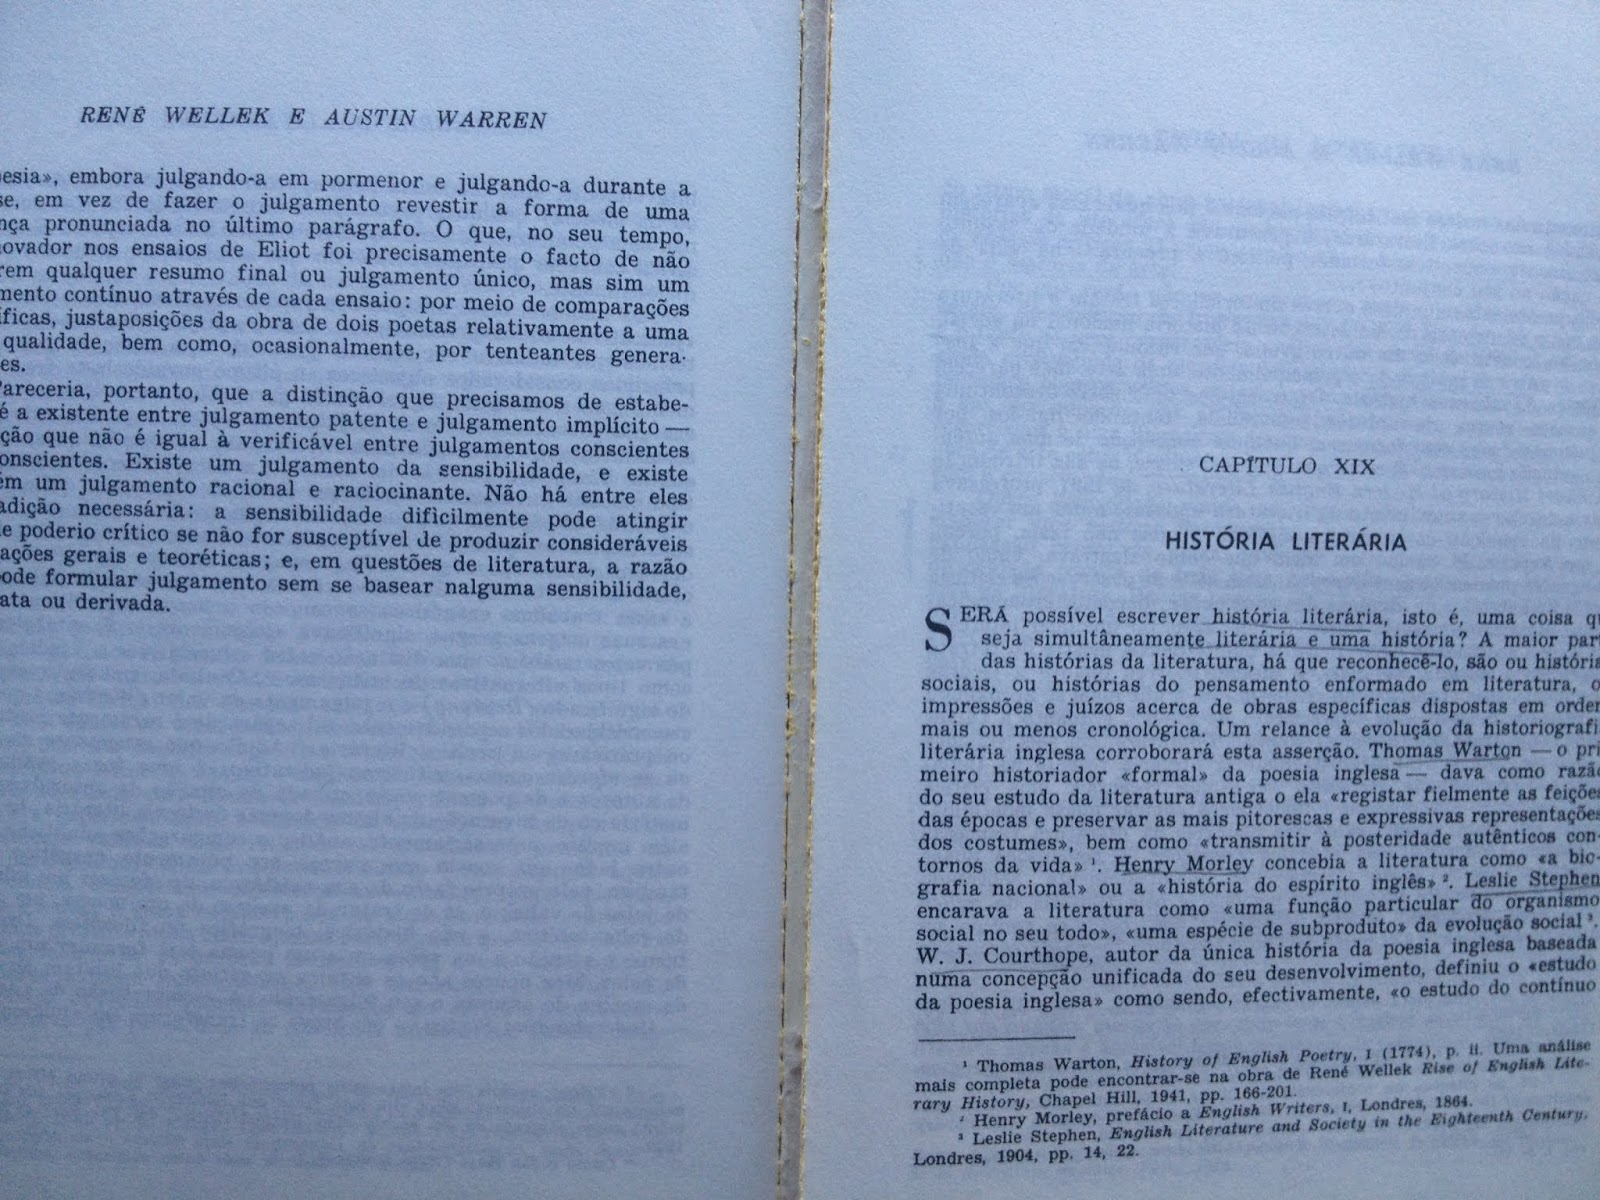 RENÉ WELLEK E AUSTIN WARREN
esia», embora julgando-a em pormenor e julgando-a durante a
se, em vez de fazer o julgamento revestir a forma de uma
nça pronunciada no último parágrafo. O que, no seu tempo,
ovador nos ensaios de Eliot foi precisamente o facto de não
rem qualquer resumo final ou julgamento único, mas sim um
mento contínuo através de cada ensaio: por meio de comparações
íficas, justaposições da obra de dois poetas relativamente a uma
qualidade, bem como, ocasionalmente, por tenteantes genera-
es.
Pareceria, portanto, que a distinção que precisamos de estabe-
é a existente entre julgamento patente e julgamento implícito —
ção que não é igual à verificável entre julgamentos conscientes
onscientes. Existe um julgamento da sensibilidade, e existe
ém um julgamento racional e raciocinante. Não há entre eles
adição necessária: a sensibilidade dificilmente pode atingir
e poderio crítico se não for susceptível de produzir consideráveis
ações gerais e teoréticas; e, em questões de literatura, a razão
ode formular julgamento sem se basear nalguma sensibilidade,
ata ou derivada.
CAPÍTULO XIX
HISTÓRIA LITERÁRIA
SERÁ possível escrever história literária, isto é, uma coisa qu
seja simultâneamente literária e uma história? A maior par
das histórias da literatura, há que reconhecê-lo, são ou história
sociais, ou histórias do pensamento enformado em literatura, o
impressões e juízos acerca de obras específicas dispostas em orden
mais ou menos cronológica. Um relance à evolução da historiografi
literária inglesa corroborará esta asserção. Thomas Warton — o pri
meiro historiador «formal» da poesia inglesa — dava como razão
do seu estudo da literatura antiga o ela «registar fielmente as feições
das épocas e preservar as mais pitorescas e expressivas representações
dos costumes», bem como «transmitir à posteridade autênticos con-
tornos da vida» ¹. Henry Morley concebia a literatura como «a bio-
grafia nacional» ou a «história do espírito inglês» ². Leslie Stephen
encarava a literatura como «uma função particular do organismo
social no seu todo», «uma espécie de subproduto» da evolução social ³.
W. J. Courthope, autor da única história da poesia inglesa baseada
numa concepção unificada do seu desenvolvimento, definiu o «estudo
da poesia inglesa» como sendo, efectivamente, «o estudo do contínuo
¹ Thomas Warton, History of English Poetry, I (1774), p. ii. Uma análise
mais completa pode encontrar-se na obra de René Wellek Rise of English Lite-
rary History, Chapel Hill, 1941, pp. 166-201.
² Henry Morley, prefácio a English Writers, I, Londres, 1864.
³ Leslie Stephen, English Literature and Society in the Eighteenth Century,
Londres, 1904, pp. 14, 22.